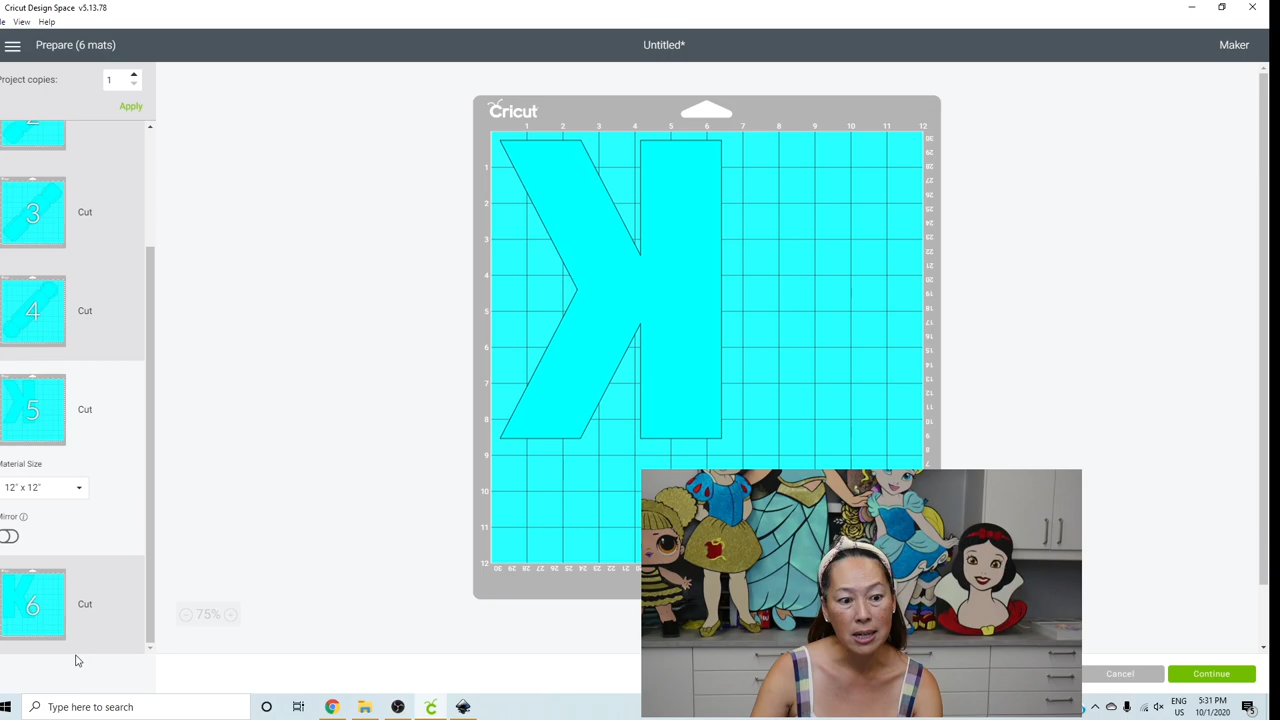 Cricut Design Space v5.13.78
View Help
Prepare (6 mats)
Untitled*
Maker
Project copies:
1
Apply
3
Cut
4
Cut
5
Cut
Material Size
12" x 12"
Mirror
6
Cut
Cricut
1 2 3 4 5 6 7 8 9 10 11 12
1
2
3
4
5
6
7
8
9
10
11
12
75%
Cancel
Continue
Type here to search
ENG
US
5:31 PM
10/1/2020
5